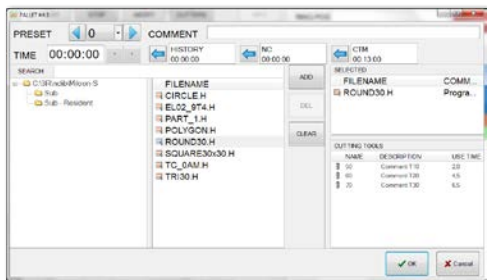 PRESET 0 COMMENT
TIME 00:00:00
HISTORY
00:00:00
NC
00:00:00
CTM
00:13:00
SEARCH
Sub
Sub - Resident
FILENAME
CIRCLE.H
EL02_9T4.H
PART_1.H
POLYGON.H
ROUND30.H
SQUARE30x30.H
TC_0AM.H
TRI30.H
ADD
DEL
CLEAR
SELECTED
FILENAME COMM...
ROUND30.H Progra...
CUTTING TOOLS
NAME DESCRIPTION USE TIME
50 Comment T10 2,8
60 Comment T20 4,5
70 Comment T30 6,5
OK
Cancel